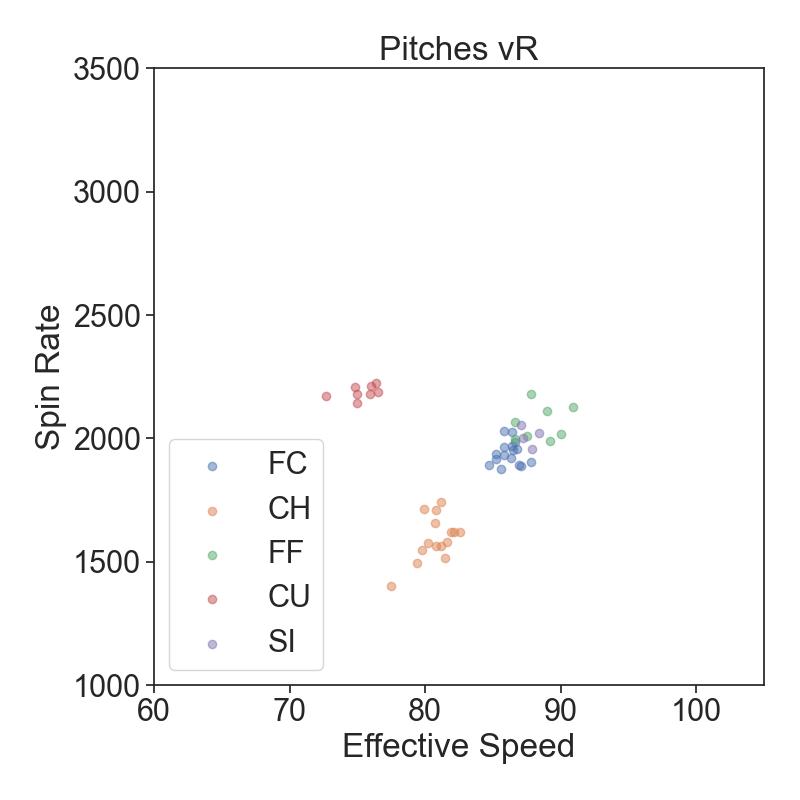 Pitches vR
3500
3000
2500
2000
1500
1000
Spin Rate
FC
CH
FF
CU
SI
60 70 80 90 100
Effective Speed